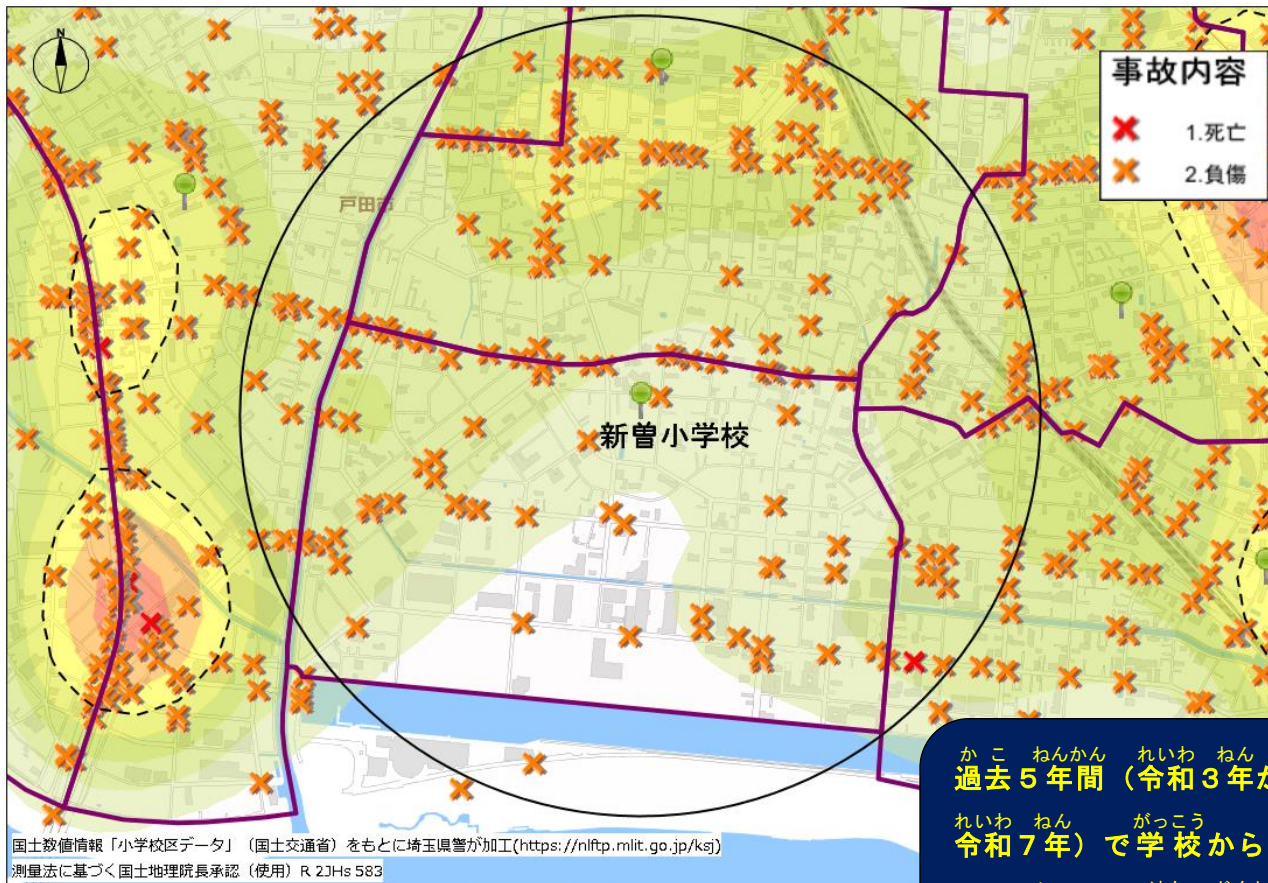 N
事故内容
1.死亡
2.負傷
戸田市
新曽小学校
か こ ねんかん れいわ ねん
過去5年間(令和3年か
れいわ ねん がっこう
令和7年)で学校から
国土数値情報「小学校区データ」(国土交通省)をもとに埼玉県警が加工(https://nlftp.mlit.go.jp/ksj)
測量法に基づく国土地理院長承認(使用)R 2JHs 583